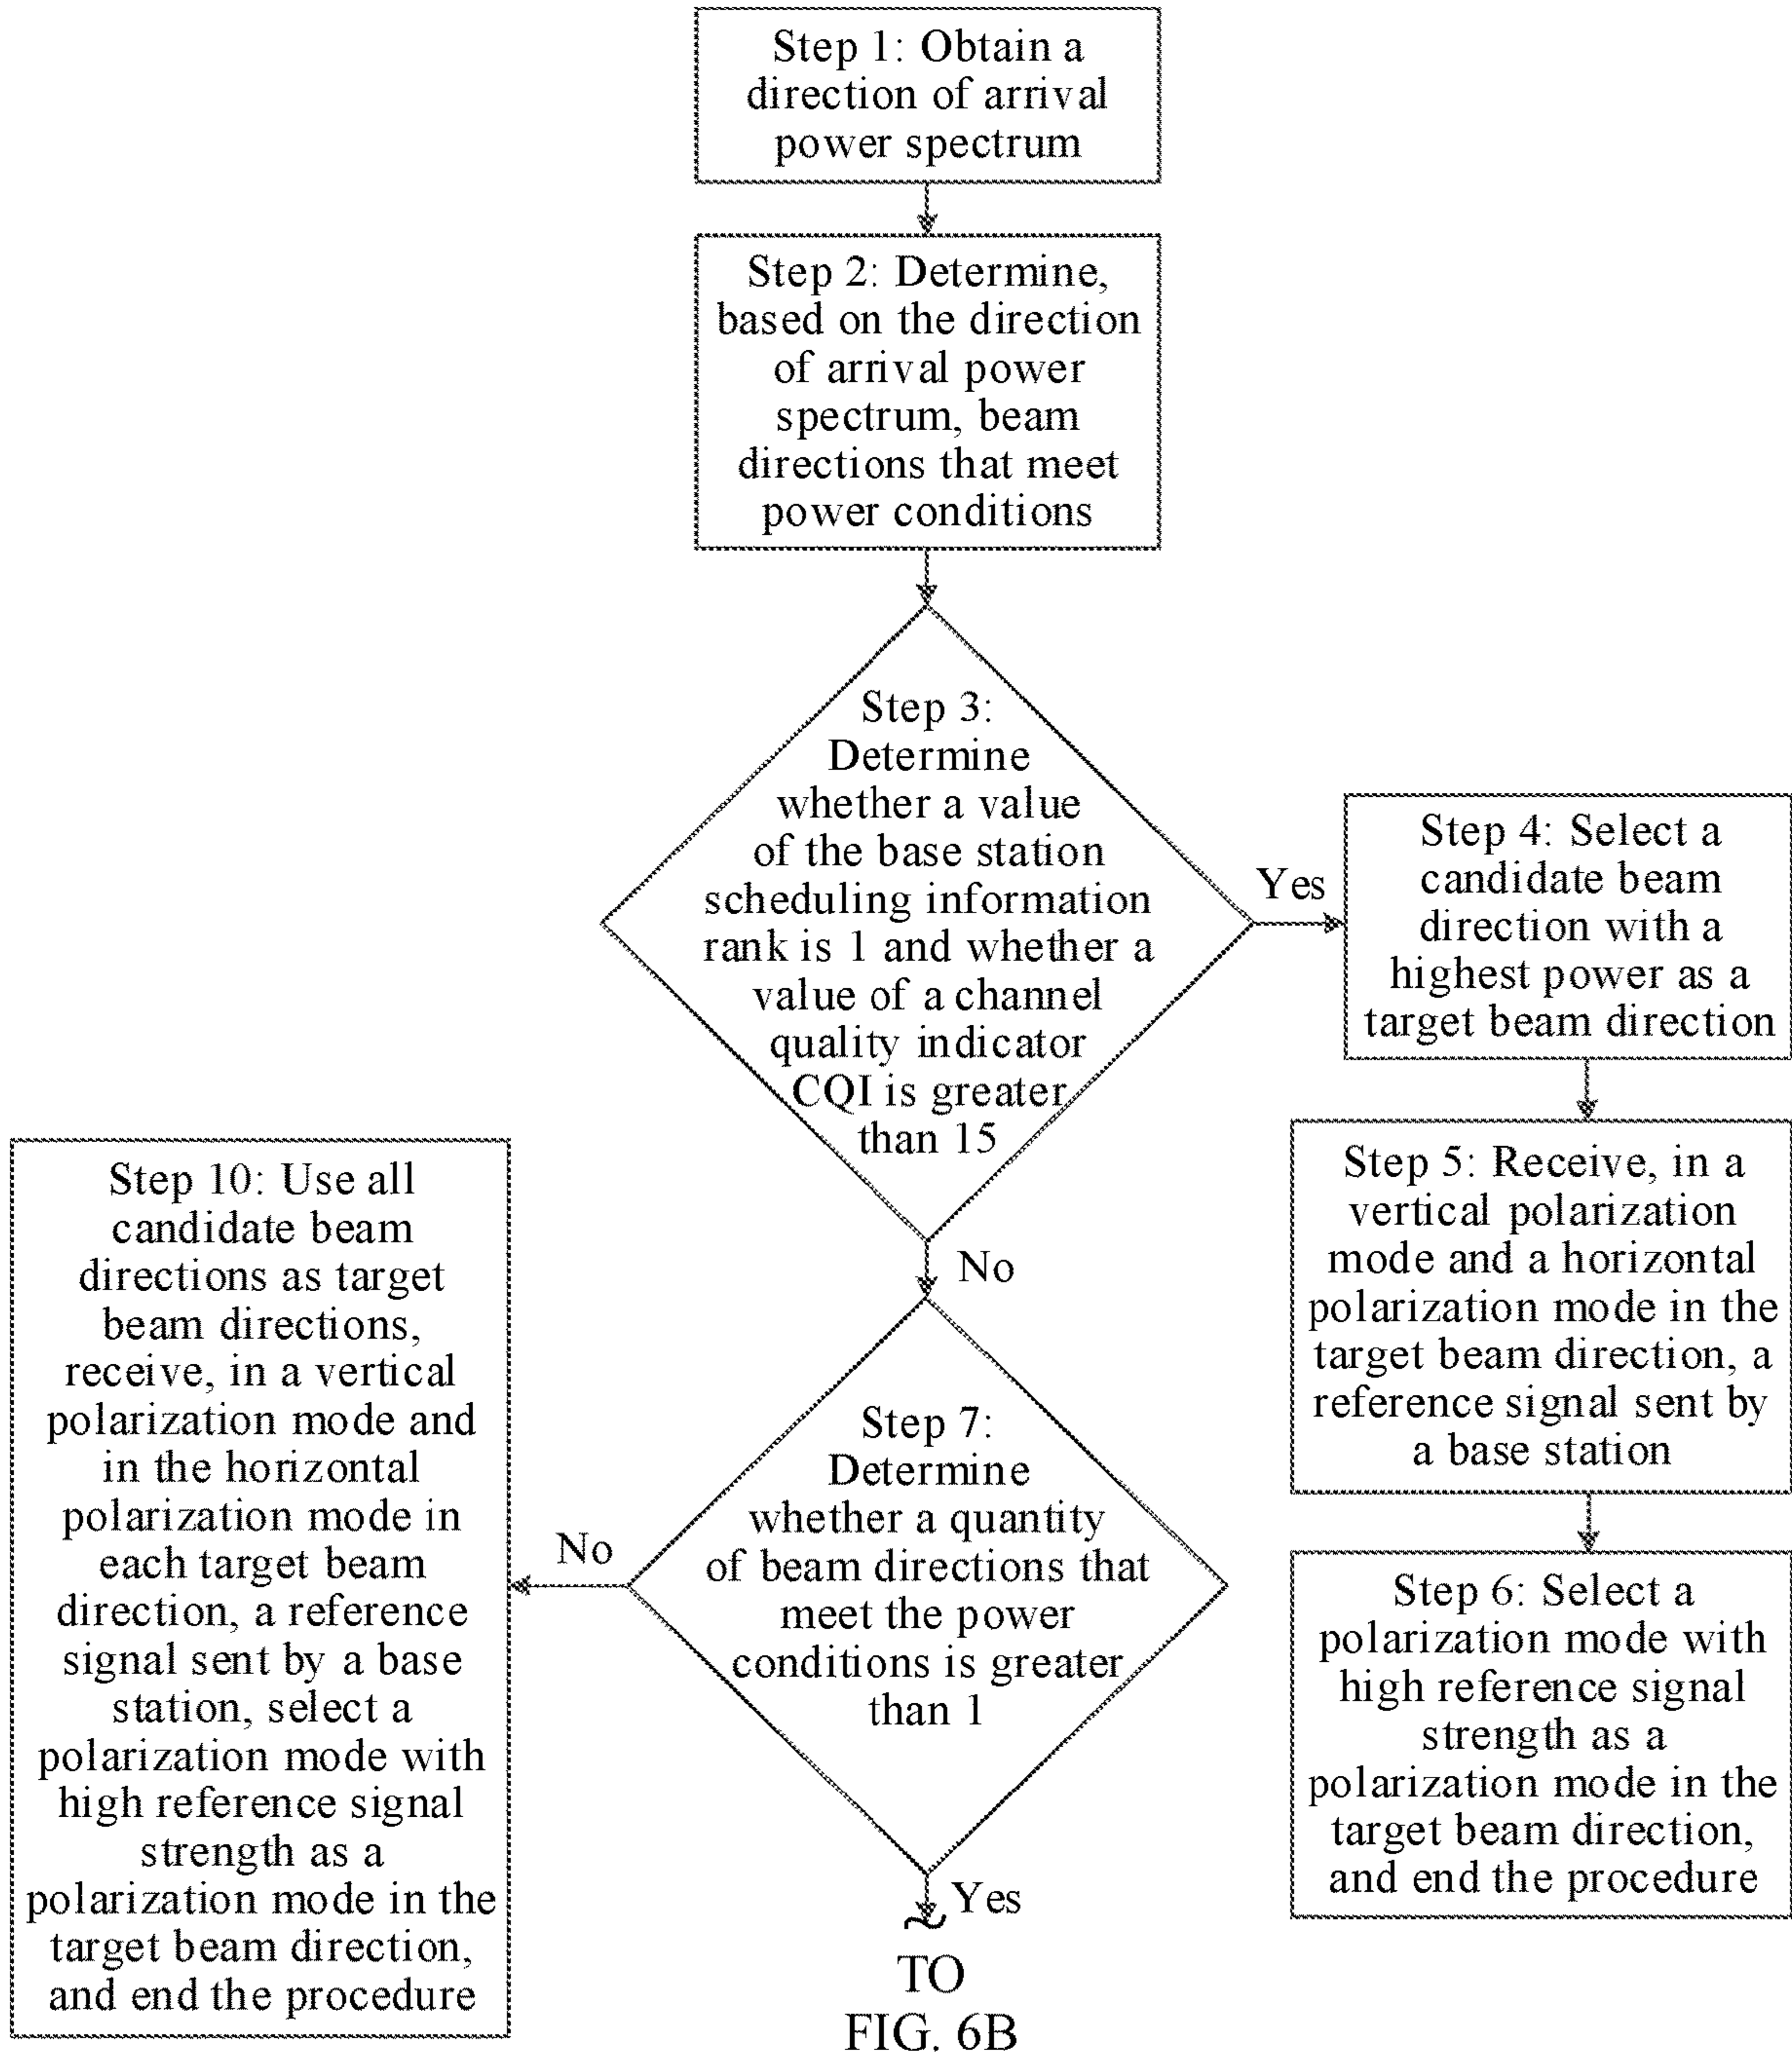 Step 1: Obtain a
direction of arrival
power spectrum
Step 2: Determine,
based on the direction
of arrival power
spectrum, beam
directions that meet
power conditions
Step 3:
Determine
whether a value
of the base station
scheduling information
rank is 1 and whether a
value of a channel
quality indicator
CQI is greater
than 15
Yes
Step 4: Select a
candidate beam
direction with a
highest power as a
target beam direction
Step 5: Receive, in a
vertical polarization
mode and a horizontal
polarization mode in the
target beam direction, a
reference signal sent by
a base station
Step 6: Select a
polarization mode with
high reference signal
strength as a
polarization mode in the
target beam direction,
and end the procedure
No
Step 7:
Determine
whether a quantity
of beam directions that
meet the power
conditions is greater
than 1
No
Step 10: Use all
candidate beam
directions as target
beam directions,
receive, in a vertical
polarization mode and
in the horizontal
polarization mode in
each target beam
direction, a reference
signal sent by a base
station, select a
polarization mode with
high reference signal
strength as a
polarization mode in the
target beam direction,
and end the procedure
Yes
TO
FIG. 6B